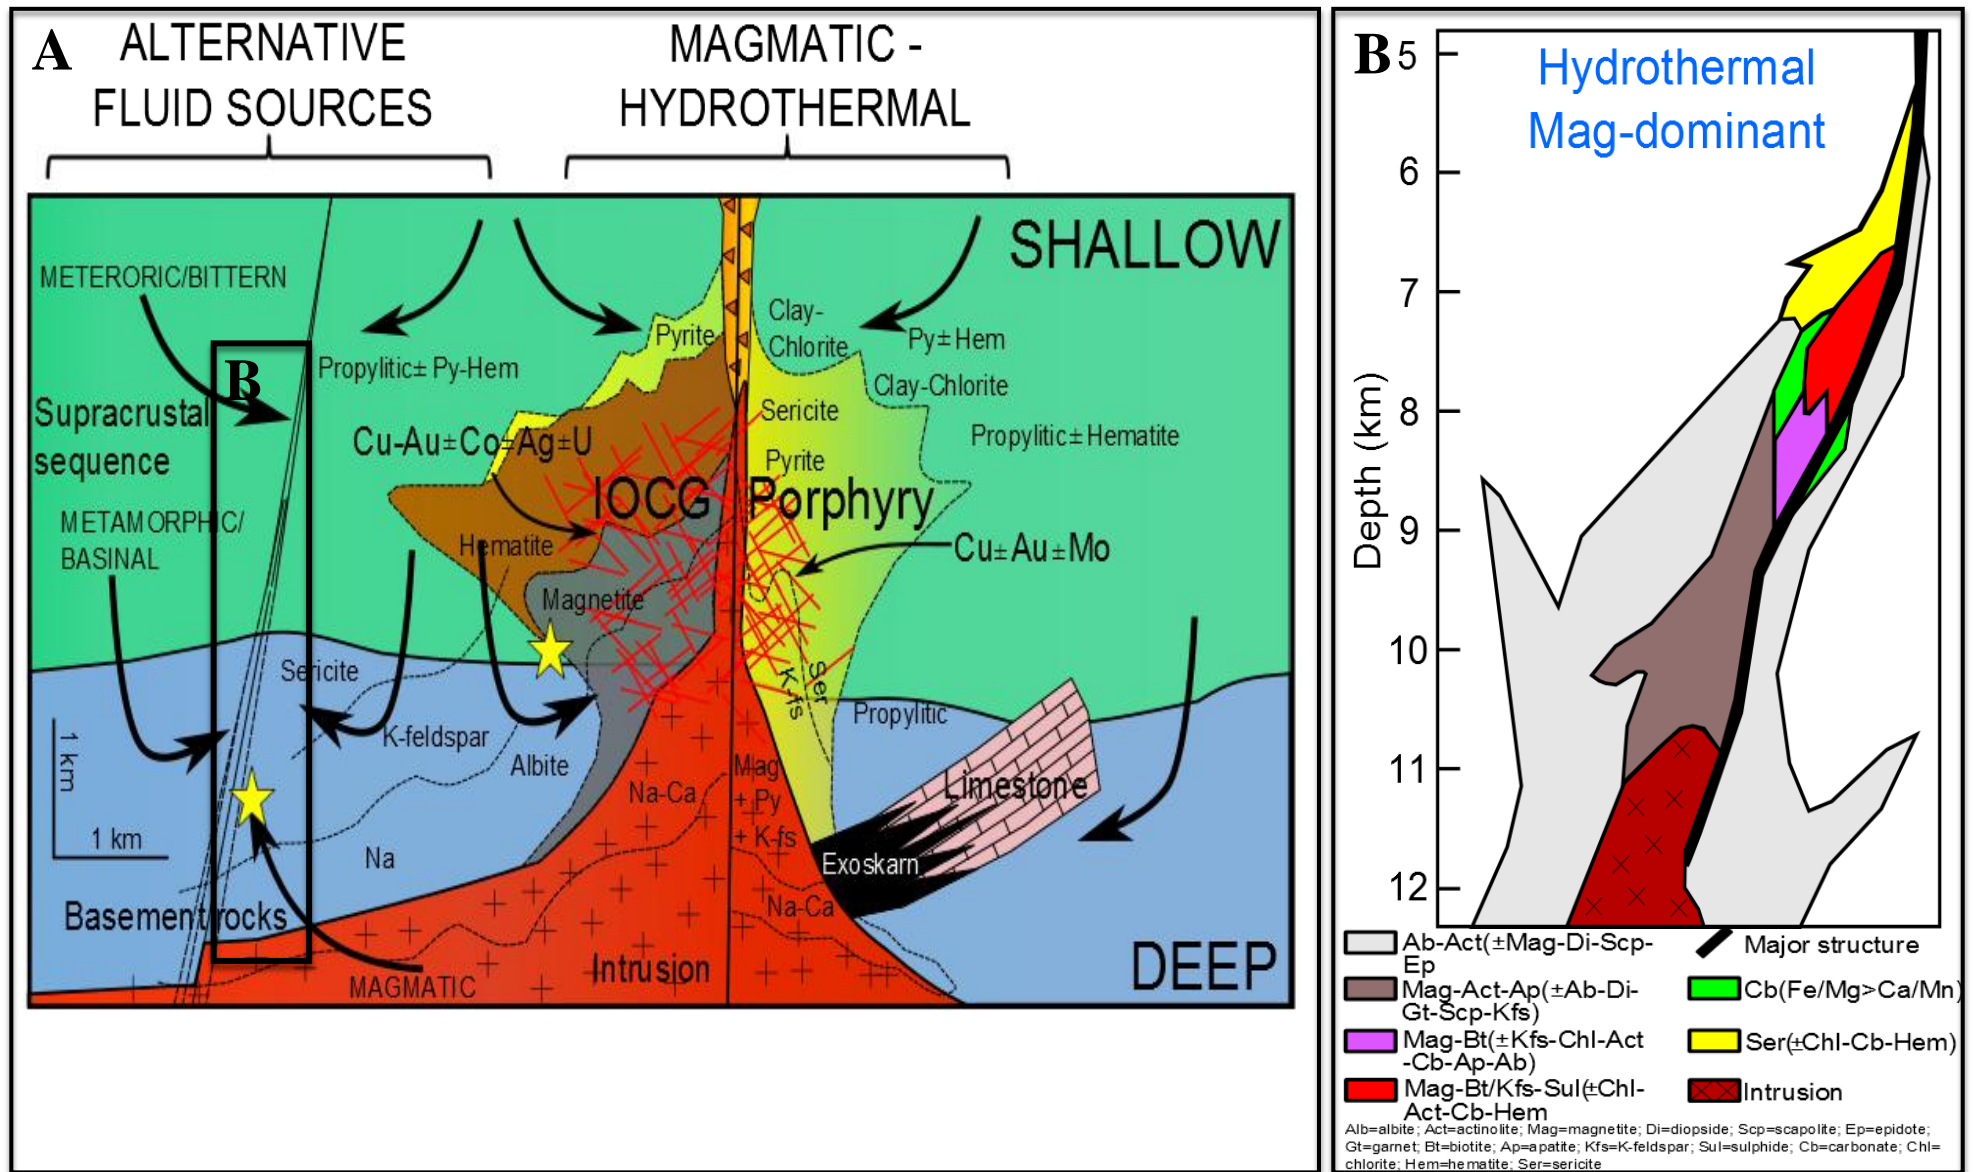 A
ALTERNATIVE
FLUID SOURCES
MAGMATIC -
HYDROTHERMAL
SHALLOW
METERORIC/BITTERN
B
Propylitic± Py-Hem
Supracrustal
sequence
METAMORPHIC/
BASINAL
Pyrite
Clay-
Chlorite
Py±Hem
Clay-Chlorite
Sericite
Propylitic±Hematite
Cu-Au±Co±Ag±U
Pyrite
IOCG
Porphyry
Hematite
Cu±Au±Mo
Magnetite
Sericite
K-feldspar
Albite
K-fs
Ser
Propylitic
1 km
1 km
Na-Ca
Mag
+ Py
+ K-fs
Limestone
Na
Exoskarn
Na-Ca
Basement rocks
Intrusion
MAGMATIC
DEEP
B
Hydrothermal
Mag-dominant
Depth (km)
5
6
7
8
9
10
11
12
Ab-Act(±Mag-Di-Scp-
Ep
Mag-Act-Ap(±Ab-Di-
Gt-Scp-Kfs)
Mag-Bt(±Kfs-Chl-Act
-Cb-Ap-Ab)
Mag-Bt/Kfs-Sul(±Chl-
Act-Cb-Hem
Major structure
Cb(Fe/Mg>Ca/Mn)
Ser(±Chl-Cb-Hem)
Intrusion
Alb=albite; Act=actinolite; Mag=magnetite; Di=diopside; Scp=scapolite; Ep=epidote;
Gt=garnet; Bt=biotite; Ap=apatite; Kfs=K-feldspar; Sul=sulphide; Cb=carbonate; Chl=
chlorite; Hem=hematite; Ser=sericite